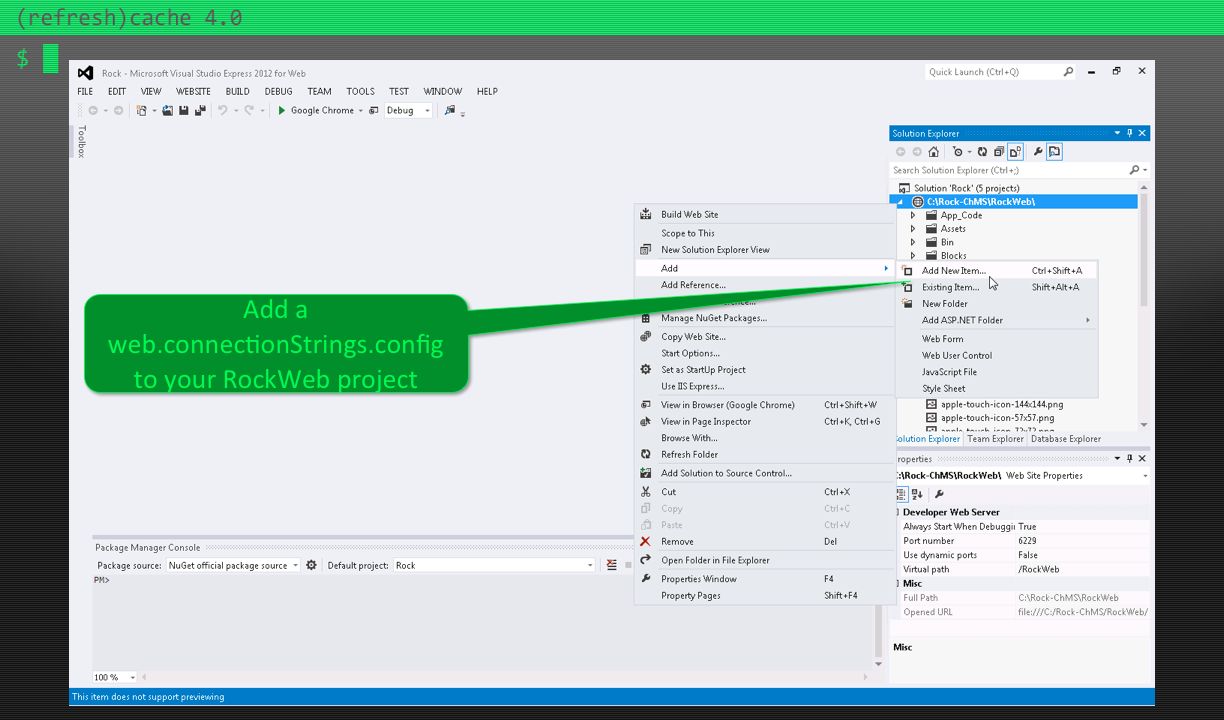 (refresh)cache 4.0
$
Rock - Microsoft Visual Studio Express 2012 for Web
Quick Launch (Ctrl+Q)
FILE EDIT VIEW WEBSITE BUILD DEBUG TEAM TOOLS TEST WINDOW HELP
Google Chrome Debug
Toolbox
Solution Explorer
Search Solution Explorer (Ctrl+;)
Solution 'Rock' (5 projects)
C:\Rock-ChMS\RockWeb\
App_Code
Assets
Bin
Blocks
Build Web Site
Scope to This
New Solution Explorer View
Add
Add Reference...
Manage NuGet Packages...
Copy Web Site...
Start Options...
Set as StartUp Project
Use IIS Express...
View in Browser (Google Chrome) Ctrl+Shift+W
View in Page Inspector Ctrl+K, Ctrl+G
Browse With...
Refresh Folder
Add Solution to Source Control...
Cut Ctrl+X
Copy Ctrl+C
Paste Ctrl+V
Remove Del
Open Folder in File Explorer
Properties Window F4
Property Pages Shift+F4
Add New Item... Ctrl+Shift+A
Existing Item... Shift+Alt+A
New Folder
Add ASP.NET Folder
Web Form
Web User Control
JavaScript File
Style Sheet
Add a
web.connectionStrings.config
to your RockWeb project
apple-touch-icon-144x144.png
apple-touch-icon-57x57.png
apple-touch-icon-72x72.png
olution Explorer Team Explorer Database Explorer
roperties
:\Rock-ChMS\RockWeb\ Web Site Properties
Developer Web Server
Always Start When Debuggin True
Port number 6229
Use dynamic ports False
Virtual path /RockWeb
Misc
Full Path C:\Rock-ChMS\RockWeb
Opened URL file:///C:/Rock-ChMS/RockWeb/
Misc
Package Manager Console
Package source: NuGet official package source Default project: Rock
PM>
100 %
This item does not support previewing